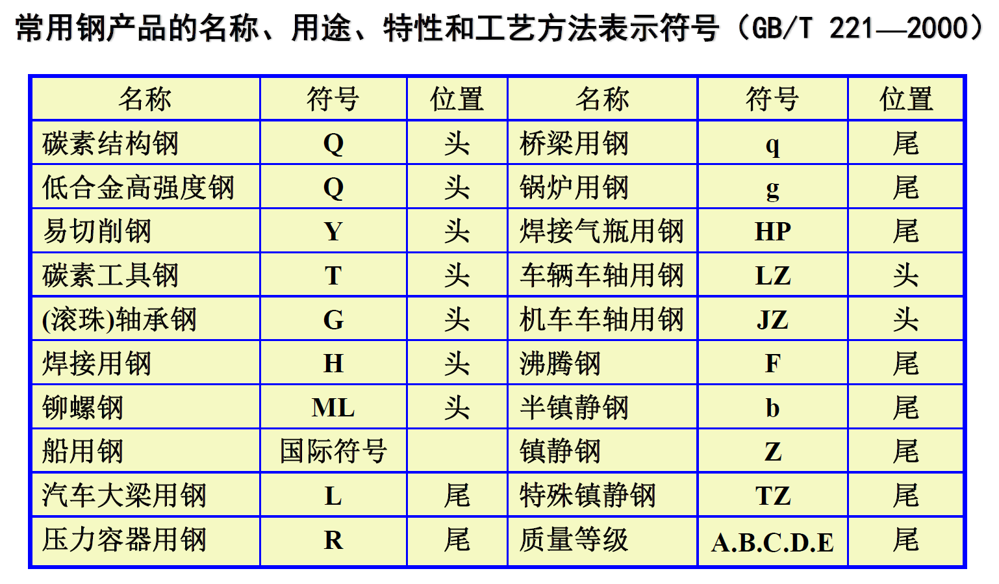 常用钢产品的名称、用途、特性和工艺方法表示符号（GB/T 221—2000）
名称 符号 位置 名称 符号 位置
碳素结构钢 Q 头 桥梁用钢 q 尾
低合金高强度钢 Q 头 锅炉用钢 g 尾
易切削钢 Y 头 焊接气瓶用钢 HP 尾
碳素工具钢 T 头 车辆车轴用钢 LZ 头
(滚珠)轴承钢 G 头 机车车轴用钢 JZ 头
焊接用钢 H 头 沸腾钢 F 尾
铆螺钢 ML 头 半镇静钢 b 尾
船用钢 国际符号 镇静钢 Z 尾
汽车大梁用钢 L 尾 特殊镇静钢 TZ 尾
压力容器用钢 R 尾 质量等级 A.B.C.D.E 尾